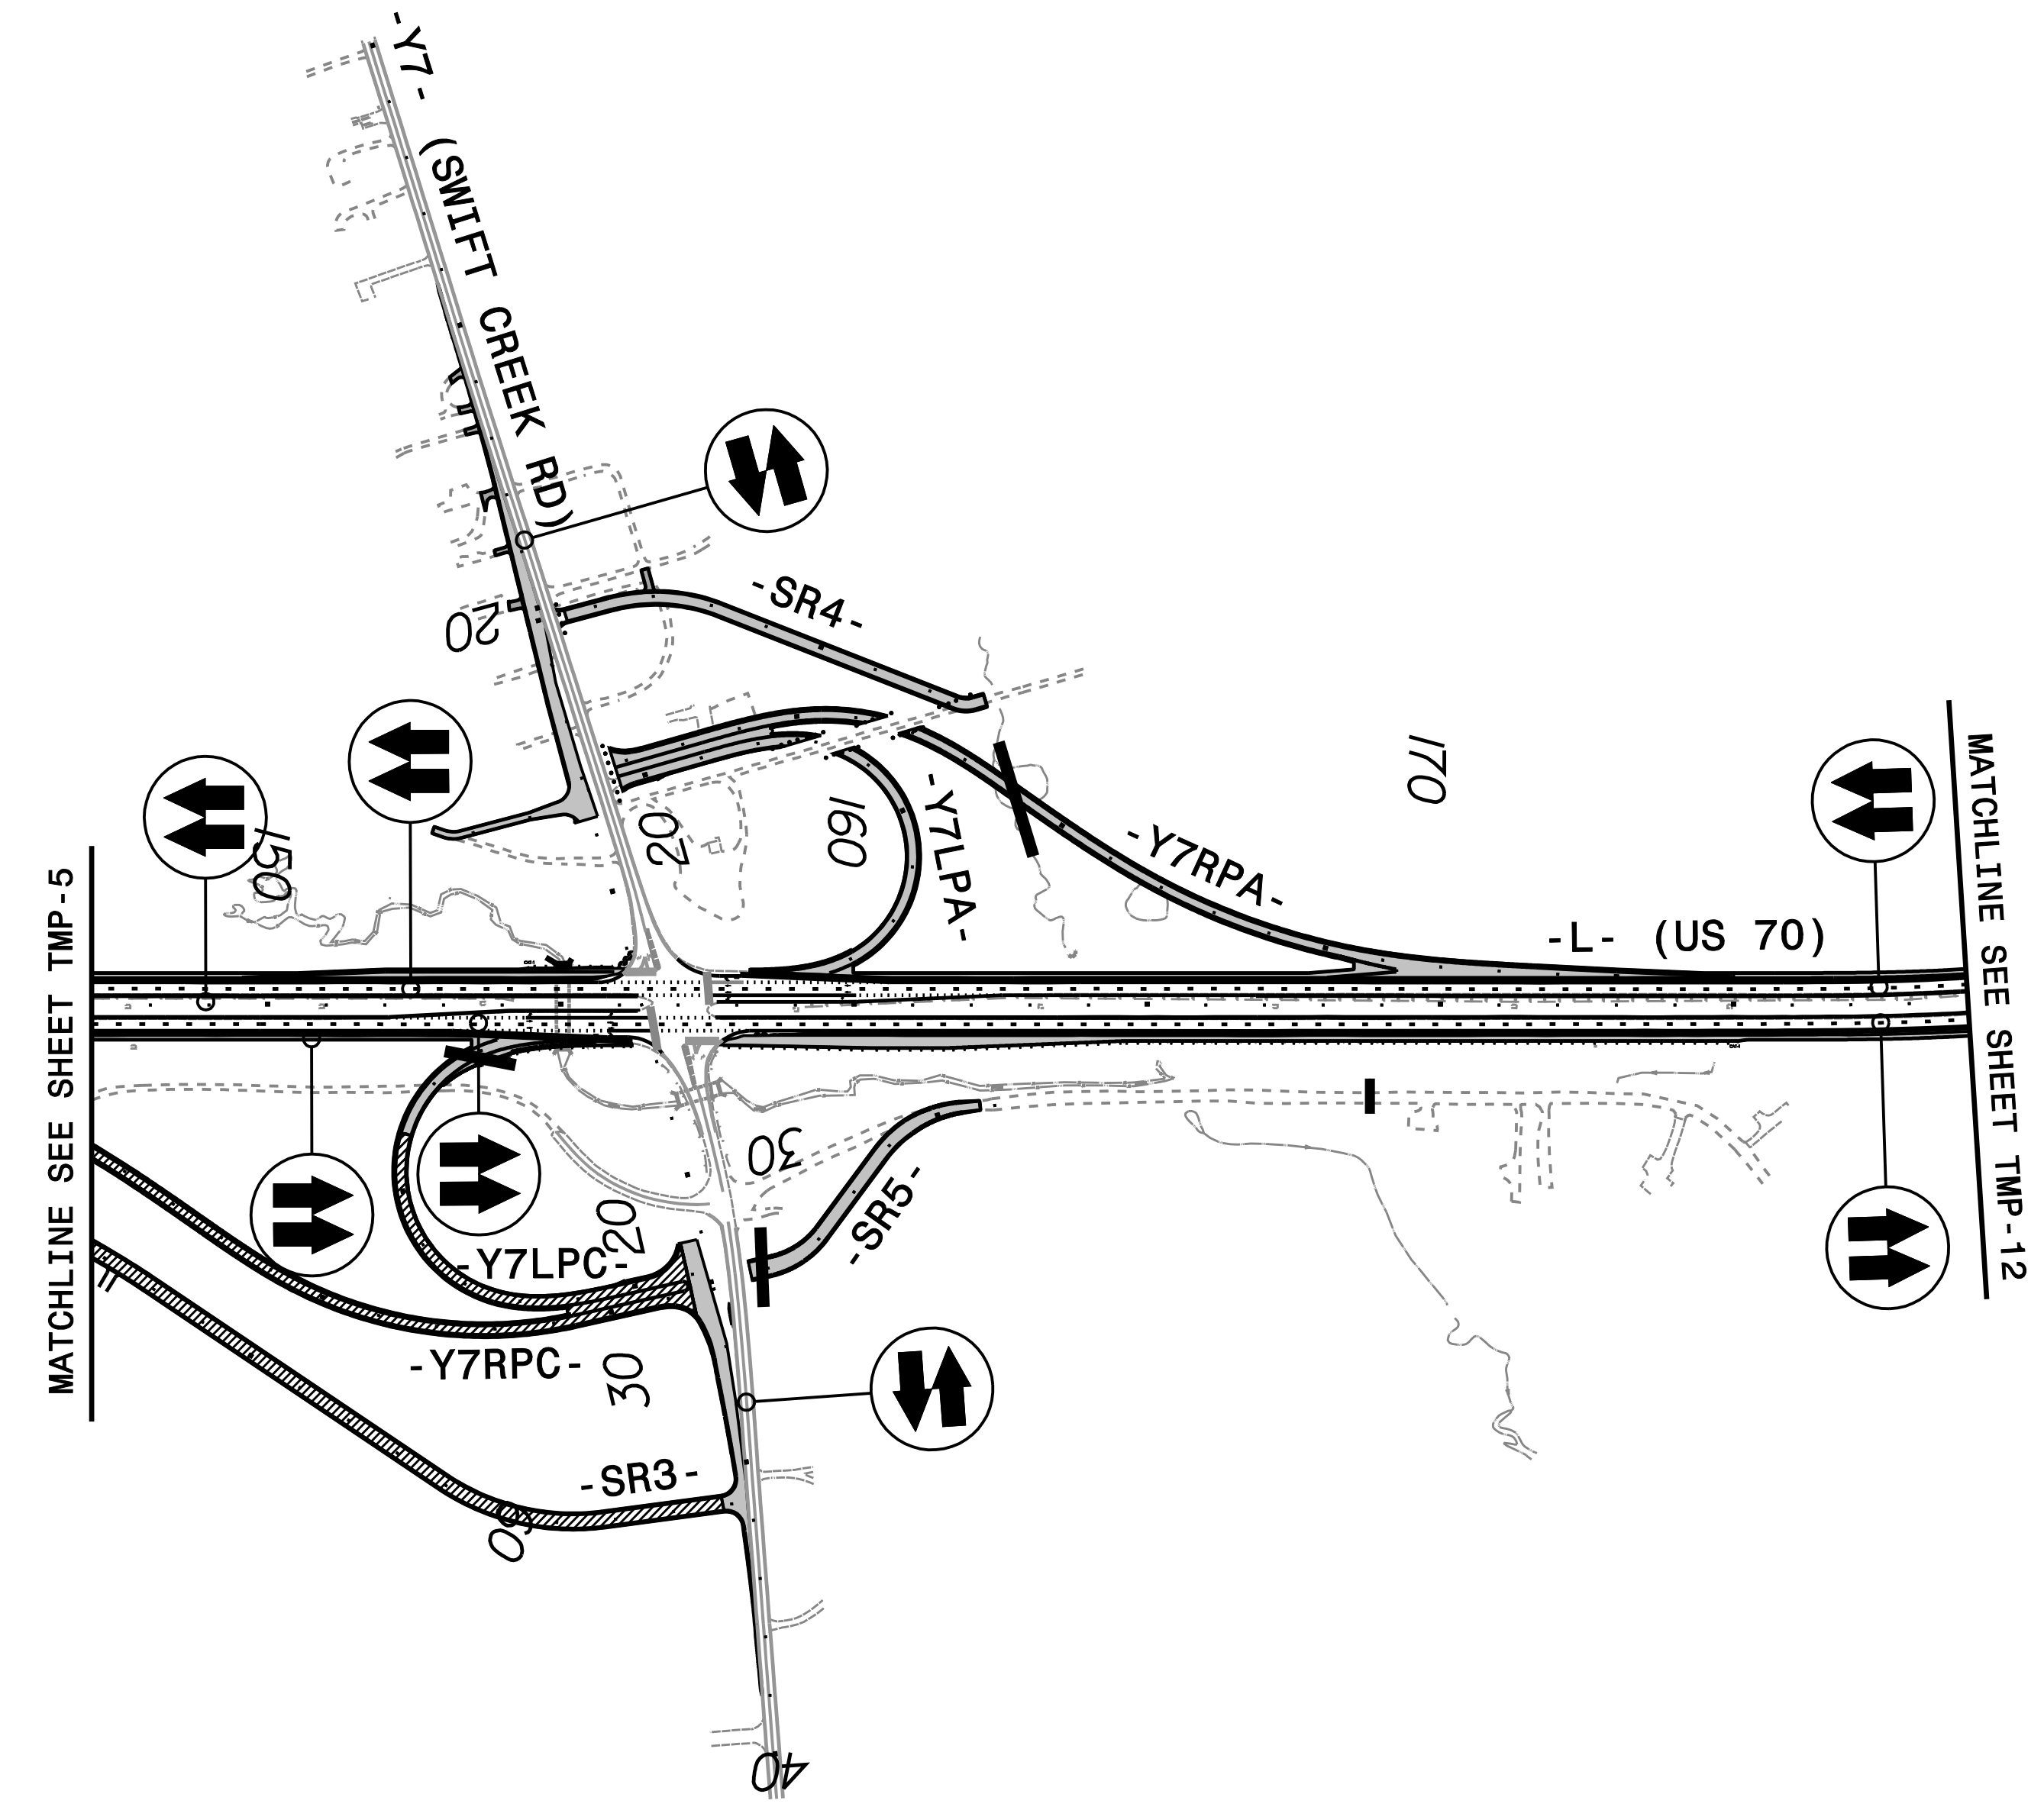 -Y7- (SWIFT CREEK RD)
-SR4-
20
170
150
20
160
-Y7LPA-
-Y7RPA-
-L- (US 70)
MATCHLINE SEE SHEET TMP-5
MATCHLINE SEE SHEET TMP-12
30
20
-SR5-
-Y7LPC-
-Y7RPC-
30
-SR3-
40